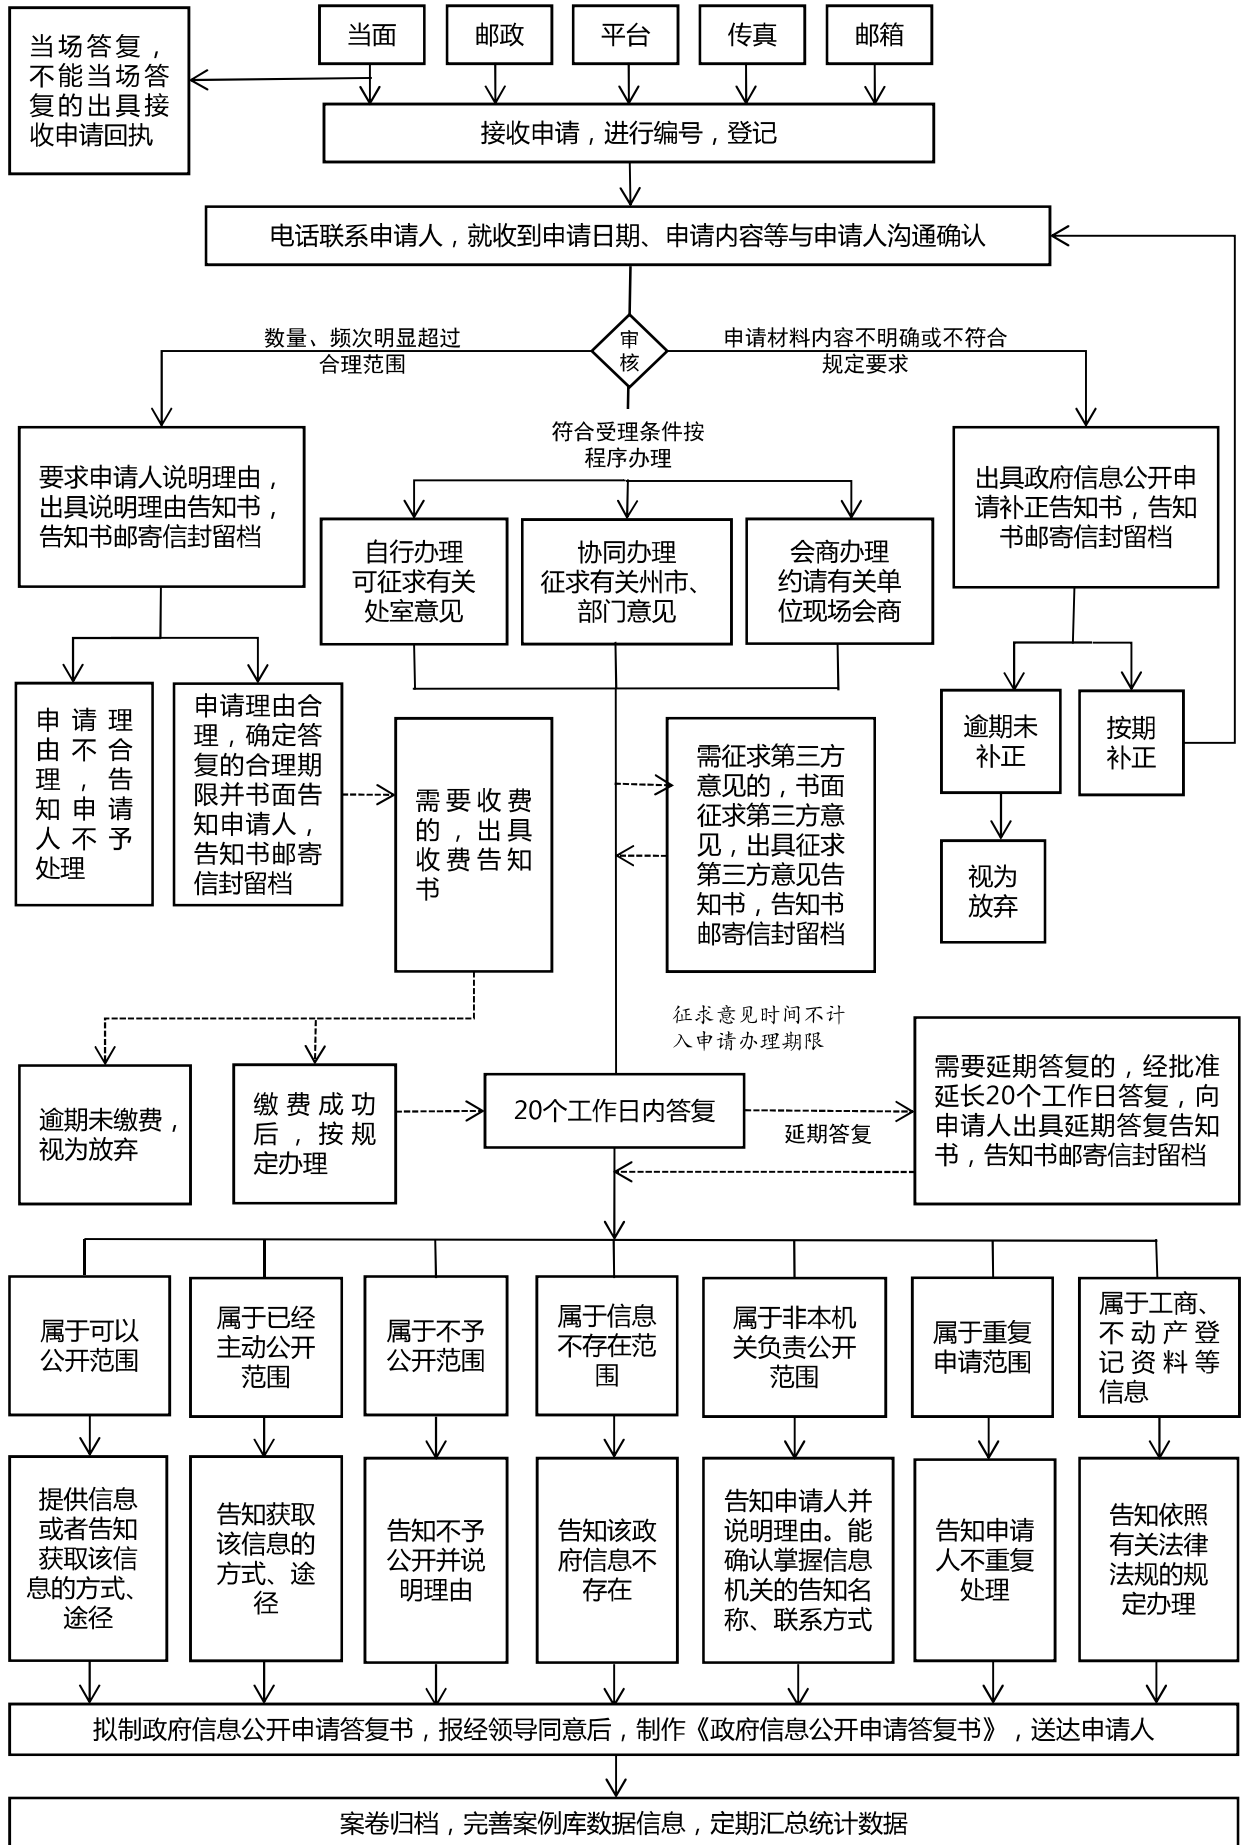 当场答复，
不能当场答
复的出具接
收申请回执
当面
邮政
平台
传真
邮箱
接收申请，进行编号，登记
电话联系申请人，就收到申请日期、申请内容等与申请人沟通确认
数量、频次明显超过
合理范围
审
核
申请材料内容不明确或不符合
规定要求
符合受理条件按
程序办理
要求申请人说明理由，
出具说明理由告知书，
告知书邮寄信封留档
自行办理
可征求有关
处室意见
协同办理
征求有关州市、
部门意见
会商办理
约请有关单
位现场会商
出具政府信息公开申
请补正告知书，告知
书邮寄信封留档
申请理
由不合
理，告
知申请
人不予
处理
申请理由合
理，确定答
复的合理期
限并书面告
知申请人，
告知书邮寄
信封留档
需要收费
的，出具
收费告知
书
需征求第三方
意见的，书面
征求第三方意
见，出具征求
第三方意见告
知书，告知书
邮寄信封留档
逾期未
补正
按期
补正
视为
放弃
征求意见时间不计
入申请办理期限
逾期未缴费，
视为放弃
缴费成功
后，按规
定办理
20个工作日内答复
延期答复
需要延期答复的，经批准
延长20个工作日答复，向
申请人出具延期答复告知
书，告知书邮寄信封留档
属于可以
公开范围
属于已经
主动公开
范围
属于不予
公开范围
属于信息
不存在范
围
属于非本机
关负责公开
范围
属于重复
申请范围
属于工商、
不动产登
记资料等
信息
提供信息
或者告知
获取该信
息的方式、
途径
告知获取
该信息的
方式、途
径
告知不予
公开并说
明理由
告知该政
府信息不
存在
告知申请人并
说明理由。能
确认掌握信息
机关的告知名
称、联系方式
告知申请
人不重复
处理
告知依照
有关法律
法规的规
定办理
拟制政府信息公开申请答复书，报经领导同意后，制作《政府信息公开申请答复书》，送达申请人
案卷归档，完善案例库数据信息，定期汇总统计数据